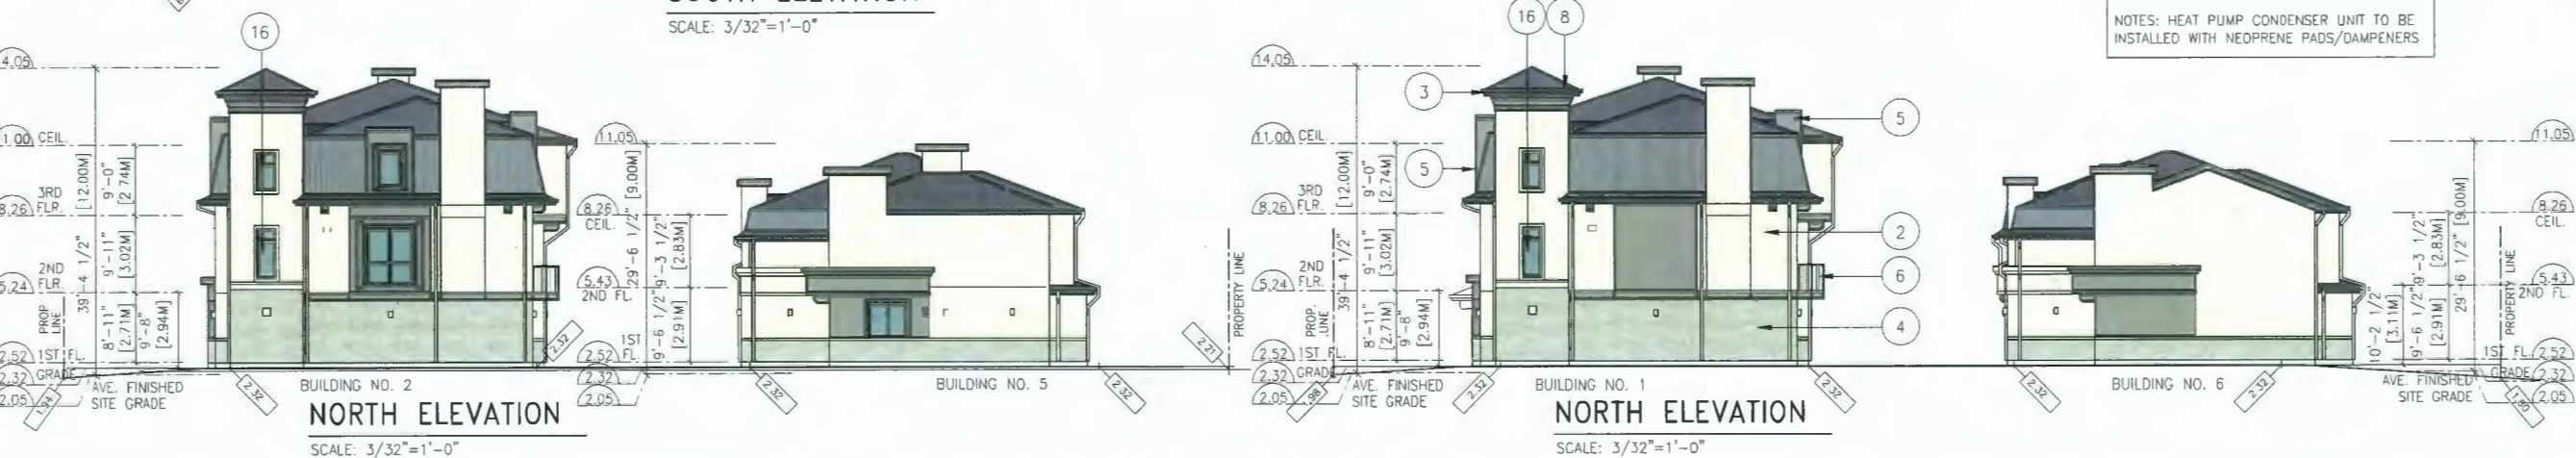 SCALE: 3/32"=1'-0"
NOTES: HEAT PUMP CONDENSER UNIT TO BE
INSTALLED WITH NEOPRENE PADS/DAMPENERS
16
4.05
1.00 CEIL.
[12.00M]
9'-0"
[2.74M]
3RD
8.26 FLR.
39'-4 1/2"
9'-11"
[3.02M]
2ND
5.24 FLR.
PROP
LINE
8'-11"
[2.71M]
9'-8"
[2.94M]
2.52 1ST FL.
2.32 GRADE
2.05
AVE. FINISHED
SITE GRADE
1.94
2.32
2.32
BUILDING NO. 2
NORTH ELEVATION
SCALE: 3/32"=1'-0"
11.05
8.26
CEIL.
29'-6 1/2" [9.00M]
9'-3 1/2"
[2.83M]
5.43
2ND FL.
9'-6 1/2"
[2.91M]
1ST
2.52 FL.
2.32
2.05
2.32
2.32
BUILDING NO. 5
2.21
PROPERTY LINE
16
8
3
5
5
2
6
4
14.05
11.00 CEIL.
[12.00M]
9'-0"
[2.74M]
3RD
8.26 FLR.
39'-4 1/2"
9'-11"
[3.02M]
2ND
5.24 FLR.
PROP.
LINE
8'-11"
[2.71M]
9'-8"
[2.94M]
2.52 1ST FL.
2.32 GRADE
2.05
AVE. FINISHED
SITE GRADE
1.98
2.32
2.32
BUILDING NO. 1
NORTH ELEVATION
SCALE: 3/32"=1'-0"
11.05
8.26
CEIL.
29'-6 1/2" [9.00M]
9'-3 1/2"
[2.83M]
5.43
2ND FL.
PROPERTY LINE
10'-2 1/2"
[3.11M]
9'-6 1/2"
[2.91M]
1ST FL. 2.52
GRADE 2.32
2.05
AVE. FINISHED
SITE GRADE
1.80
2.32
2.32
BUILDING NO. 6